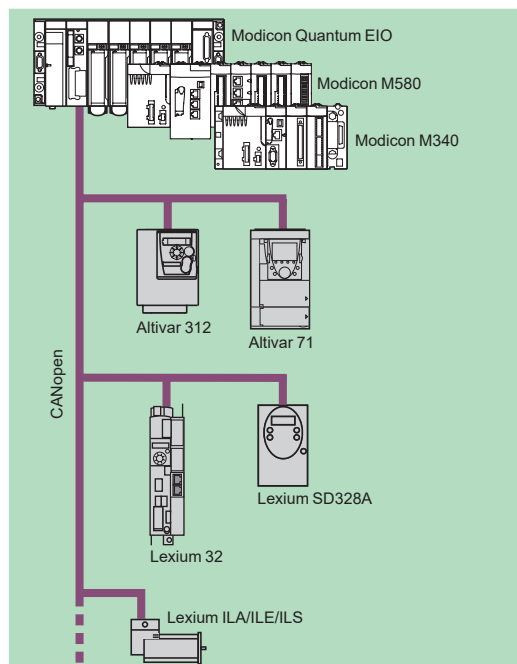 Modicon Quantum EIO
Modicon M580
Modicon M340
Altivar 312
Altivar 71
CANopen
Lexium SD328A
Lexium 32
Lexium ILA/ILE/ILS